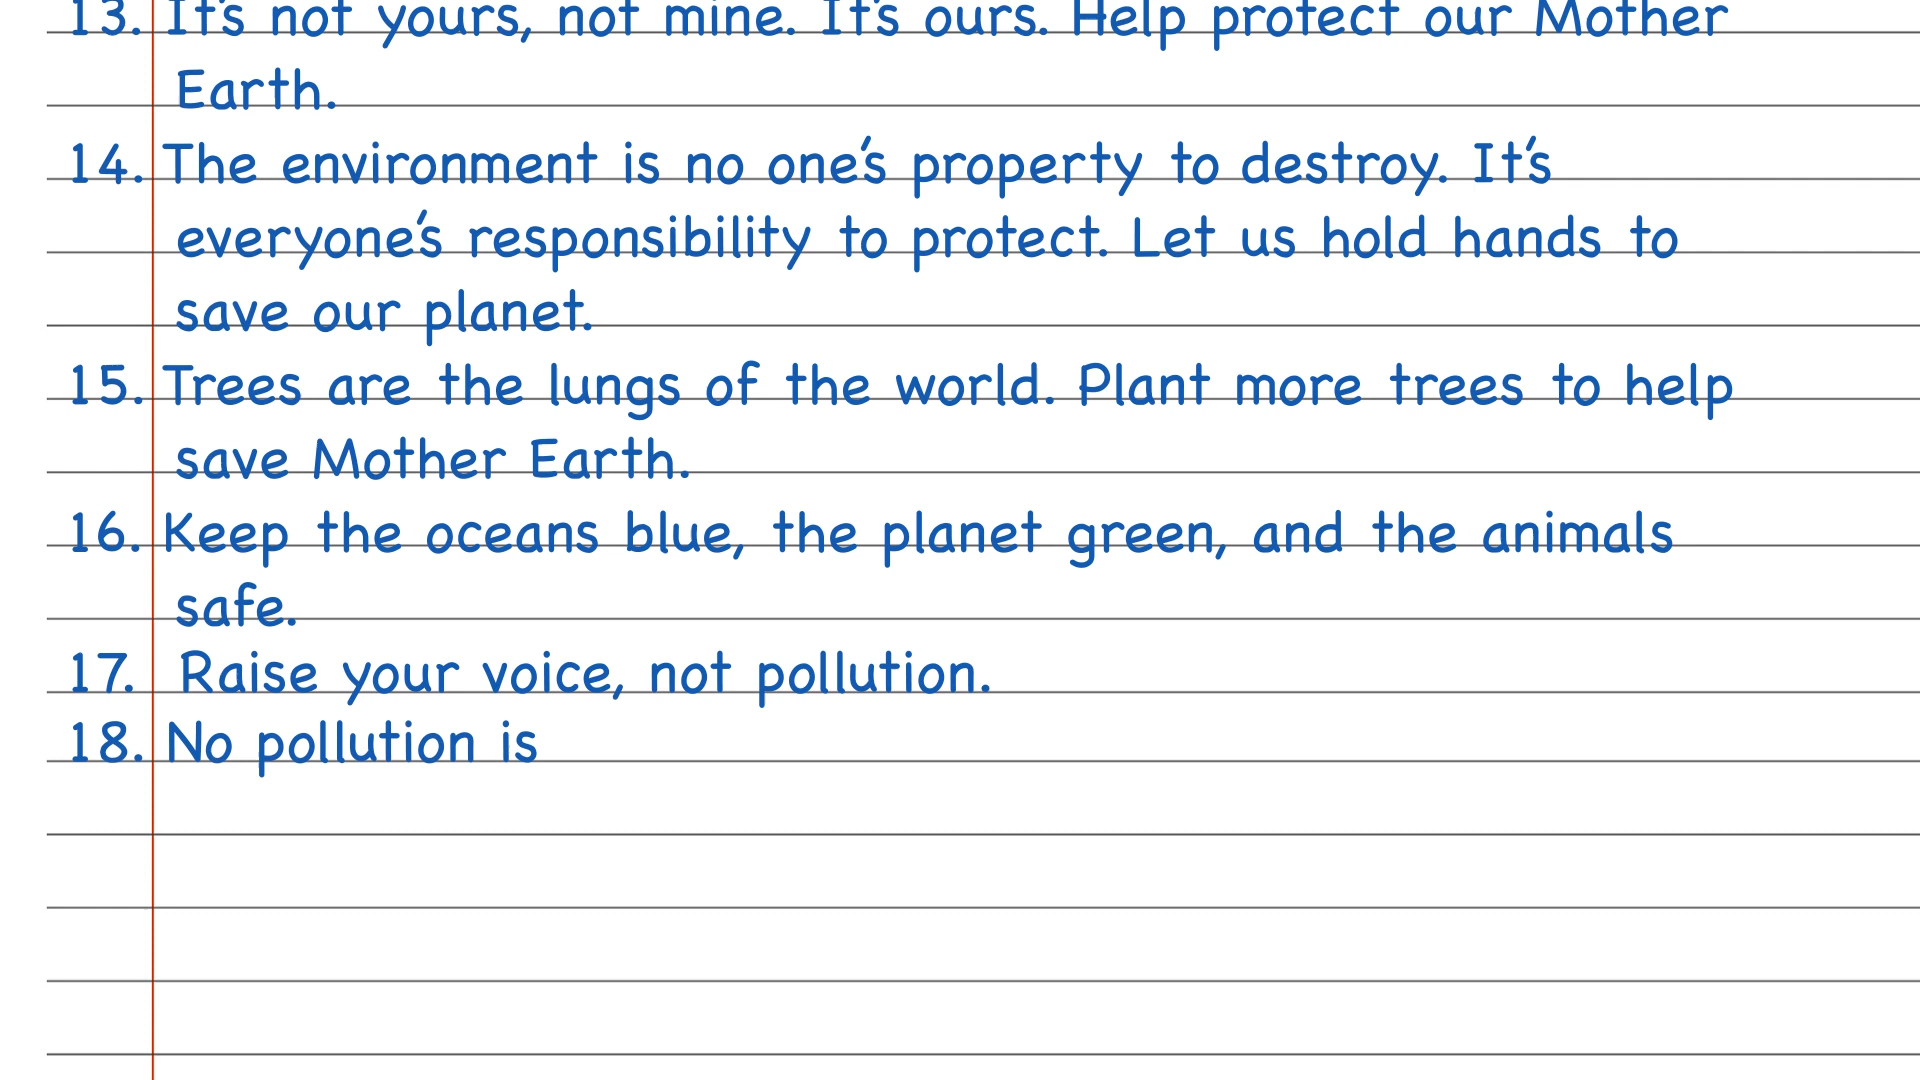 13. It's not yours, not mine. It's ours. Help protect our Mother
Earth.
14. The environment is no one's property to destroy. It's
everyone's responsibility to protect. Let us hold hands to
save our planet.
15. Trees are the lungs of the world. Plant more trees to help
save Mother Earth.
16. Keep the oceans blue, the planet green, and the animals
safe.
17. Raise your voice, not pollution.
18. No pollution is